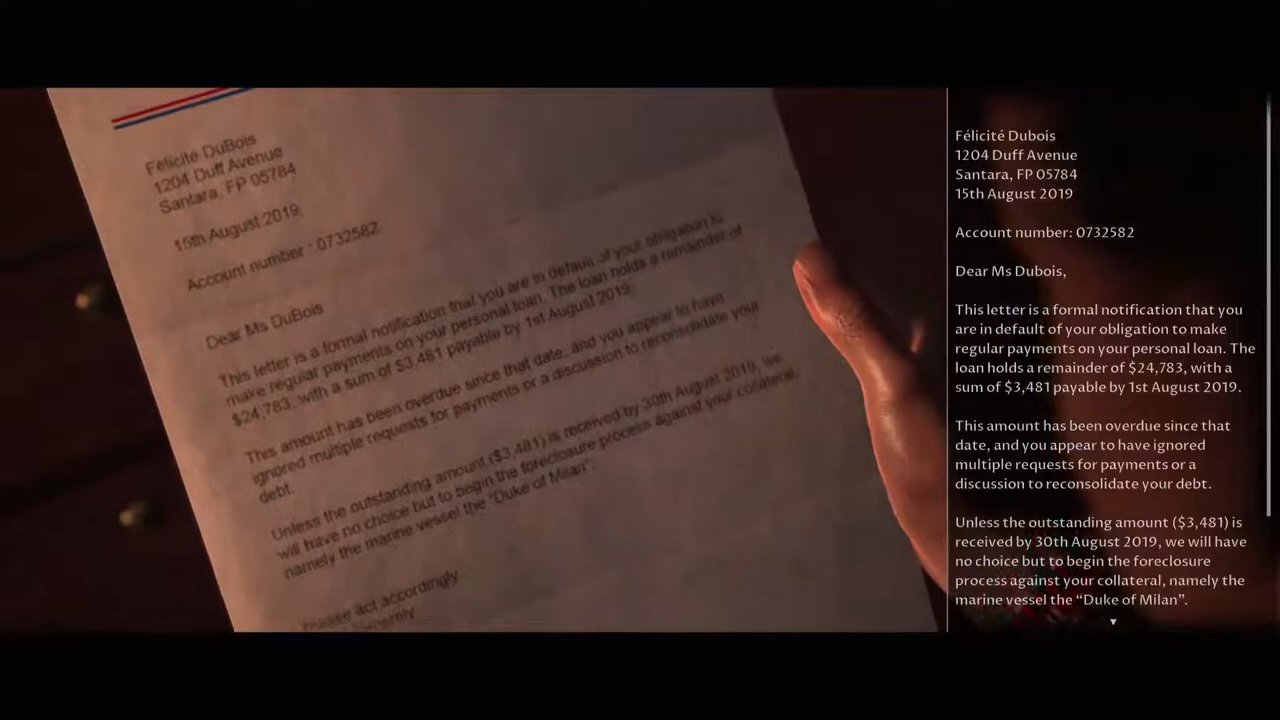 Félicité DuBois
1204 Duff Avenue
Santara, FP 05784
15th August 2019
Account number : 0732582
Dear Ms DuBois
This letter is a formal notification that you are in default of your obligation to
make regular payments on your personal loan. The loan holds a remainder of
$24,783, with a sum of $3,481 payable by 1st August 2019.
This amount has been overdue since that date, and you appear to have
ignored multiple requests for payments or a discussion to reconsolidate your
debt.
Unless the outstanding amount ($3,481) is received by 30th August 2019, we
will have no choice but to begin the foreclosure process against your collateral,
namely the marine vessel the "Duke of Milan".
Please act accordingly
Félicité Dubois
1204 Duff Avenue
Santara, FP 05784
15th August 2019
Account number: 0732582
Dear Ms Dubois,
This letter is a formal notification that you
are in default of your obligation to make
regular payments on your personal loan. The
loan holds a remainder of $24,783, with a
sum of $3,481 payable by 1st August 2019.
This amount has been overdue since that
date, and you appear to have ignored
multiple requests for payments or a
discussion to reconsolidate your debt.
Unless the outstanding amount ($3,481) is
received by 30th August 2019, we will have
no choice but to begin the foreclosure
process against your collateral, namely the
marine vessel the “Duke of Milan”.